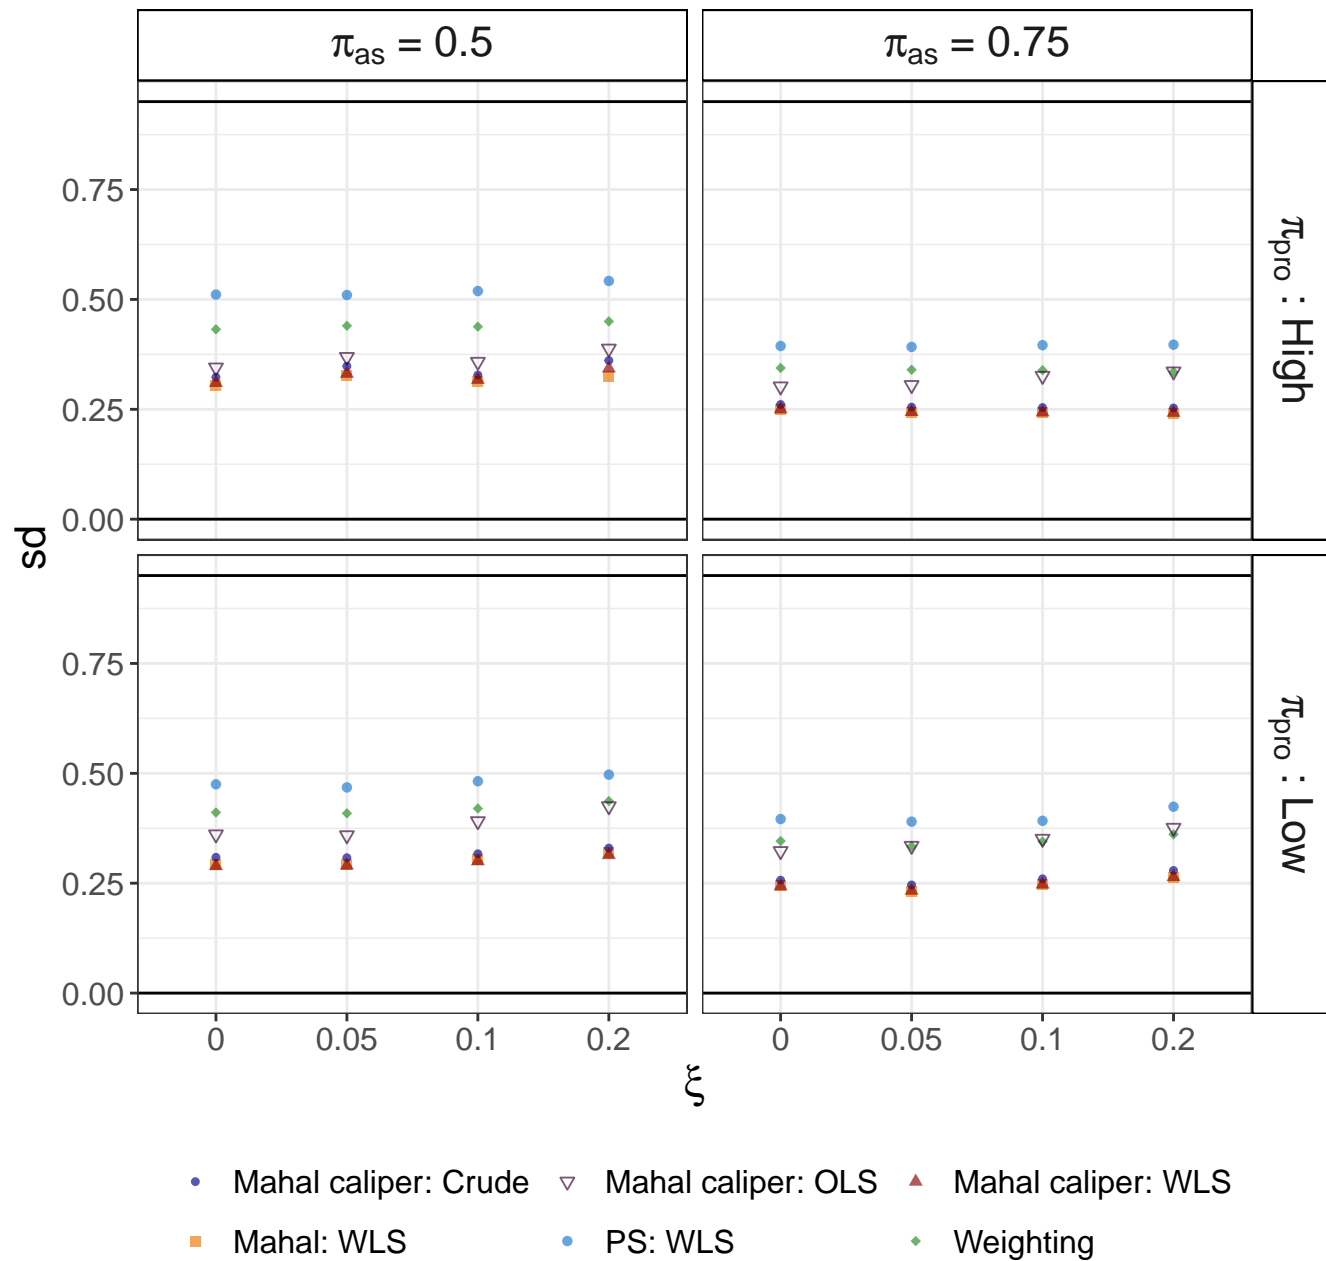 π_as = 0.5
π_as = 0.75
0.75
0.50
0.25
0.00
π_pro : High
sd
0.75
0.50
0.25
0.00
π_pro : Low
0 0.05 0.1 0.2
0 0.05 0.1 0.2
ξ
Mahal caliper: Crude Mahal caliper: OLS Mahal caliper: WLS
Mahal: WLS PS: WLS Weighting